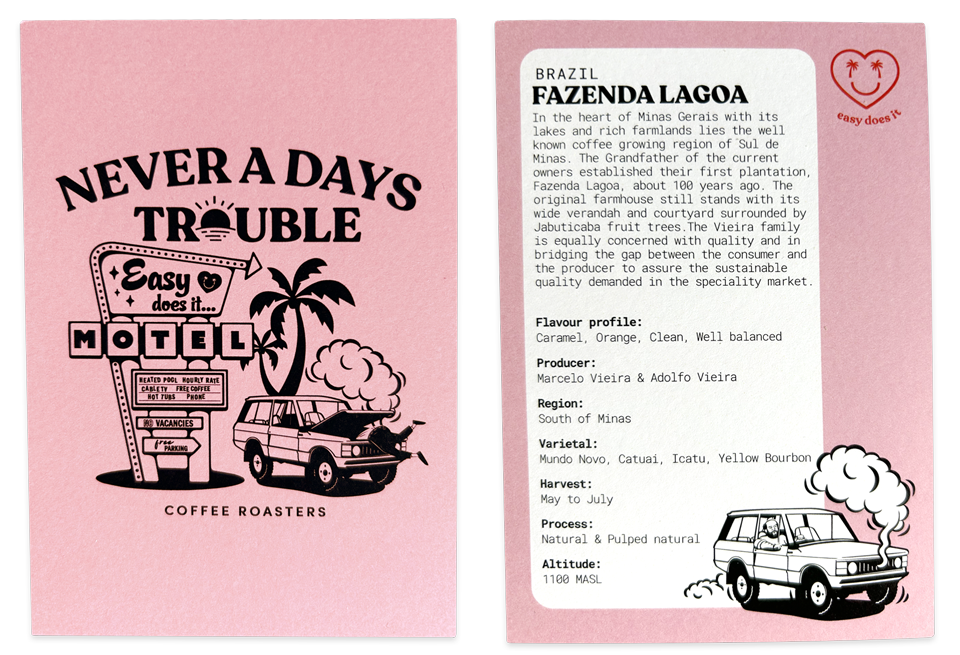 NEVER A DAYS
TROUBLE
Easy
does it...
MOTEL
HEATED POOL HOURLY RATE
CABLE TV FREE COFFEE
HOT TUBS PHONE
NO VACANCIES
free
PARKING
COFFEE ROASTERS
easy does it
BRAZIL
FAZENDA LAGOA
In the heart of Minas Gerais with its
lakes and rich farmlands lies the well
known coffee growing region of Sul de
Minas. The Grandfather of the current
owners established their first plantation,
Fazenda Lagoa, about 100 years ago. The
original farmhouse still stands with its
wide verandah and courtyard surrounded by
Jabuticaba fruit trees.The Vieira family
is equally concerned with quality and in
bridging the gap between the consumer and
the producer to assure the sustainable
quality demanded in the speciality market.
Flavour profile:
Caramel, Orange, Clean, Well balanced
Producer:
Marcelo Vieira & Adolfo Vieira
Region:
South of Minas
Varietal:
Mundo Novo, Catuai, Icatu, Yellow Bourbon
Harvest:
May to July
Process:
Natural & Pulped natural
Altitude:
1100 MASL